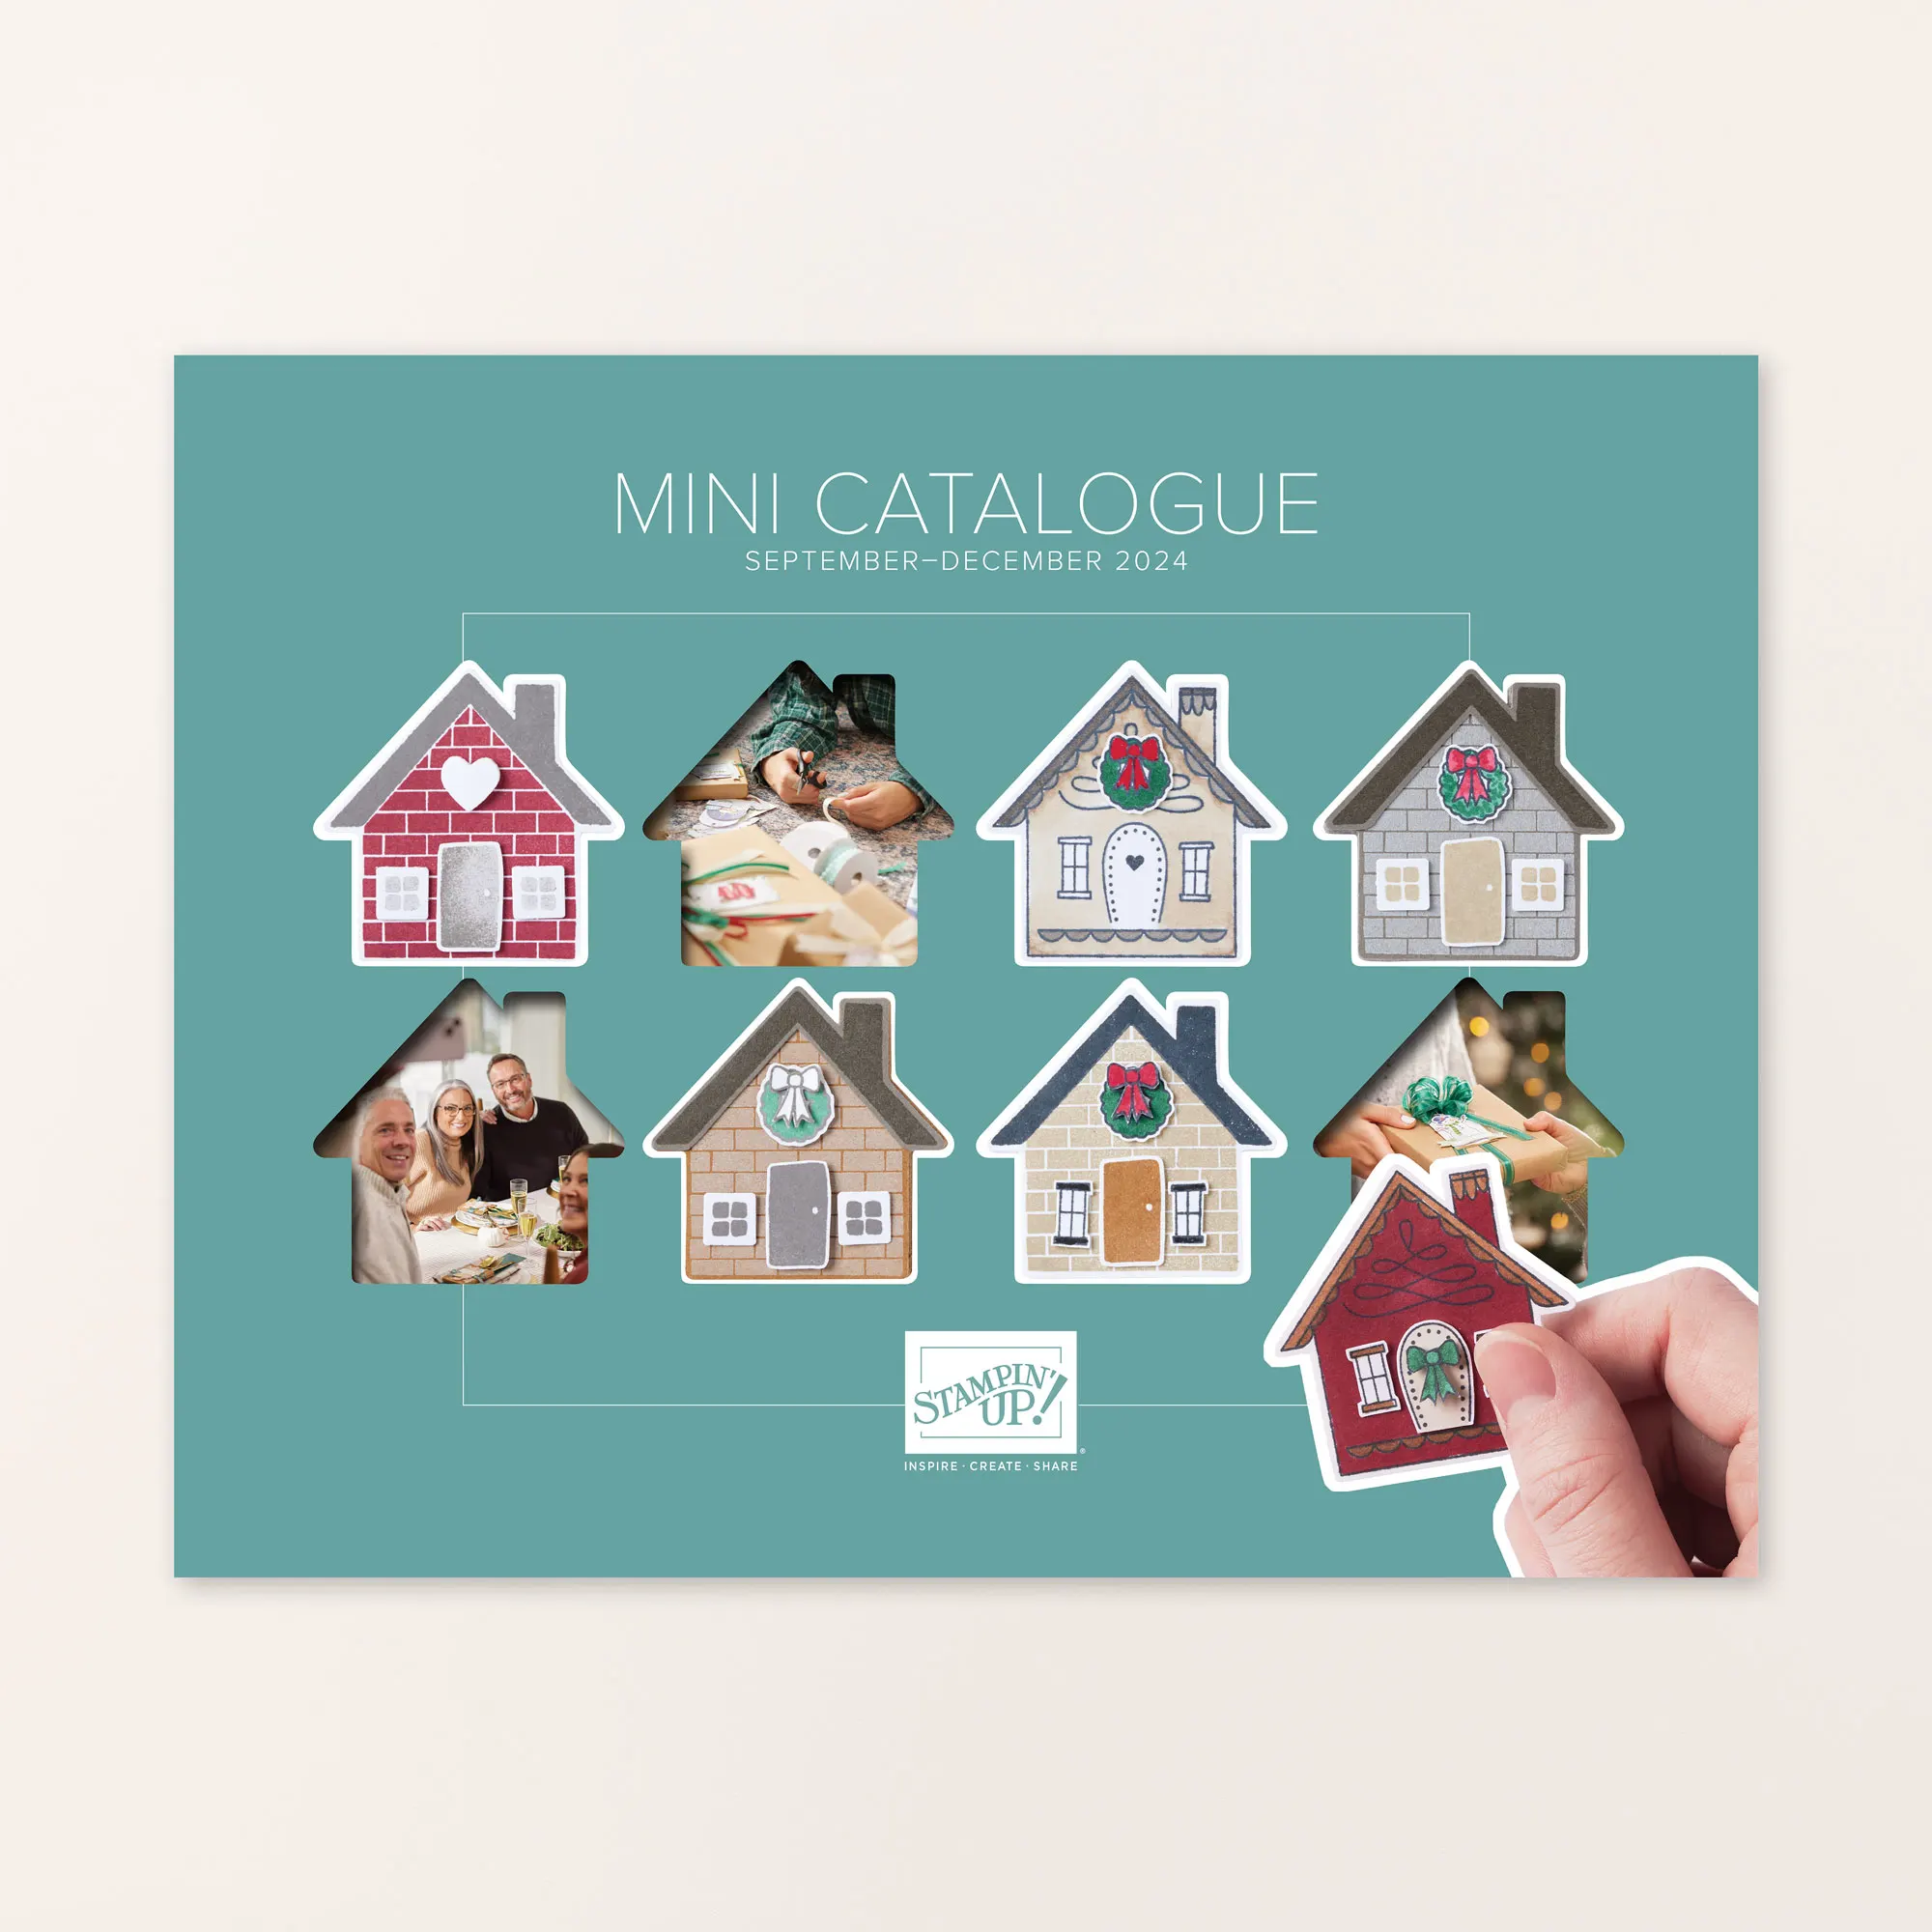 MINI CATALOGUE
SEPTEMBER–DECEMBER 2024
STAMPIN' UP!®
INSPIRE · CREATE · SHARE